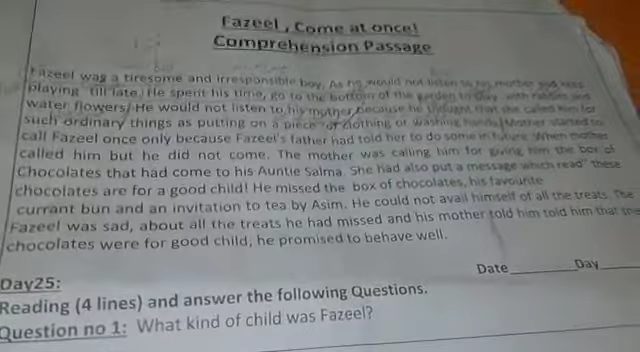 Fazeel , Come at once!
Comprehension Passage
Fazeel was a tiresome and irresponsible boy. As he would not listen to his mother and kept
playing till late. He spent his time, go to the bottom of the garden to play with rabbits and
water flowers. He would not listen to his mother because he thought that she called him for
such ordinary things as putting on a piece of clothing or washing hands. Mother started to
call Fazeel once only because Fazeel's father had told her to do some in future. When mother
called him but he did not come. The mother was calling him for giving him the box of
Chocolates that had come to his Auntie Salma. She had also put a message which read" these
chocolates are for a good child! He missed the box of chocolates, his favourite
currant bun and an invitation to tea by Asim. He could not avail himself of all the treats. The
Fazeel was sad, about all the treats he had missed and his mother told him told him that
chocolates were for good child, he promised to behave well.
Date______Day____
Day25:
Reading (4 lines) and answer the following Questions.
Question no 1: What kind of child was Fazeel?